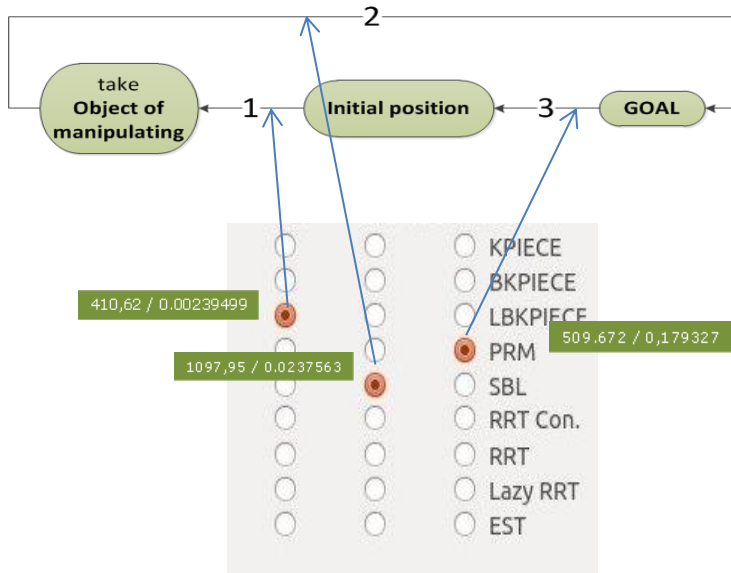 2
take
Object of
manipulating
1
Initial position
3
GOAL
KPIECE
BKPIECE
410,62 / 0.00239499
LBKPIECE
509.672 / 0,179327
PRM
1097,95 / 0.0237563
SBL
RRT Con.
RRT
Lazy RRT
EST